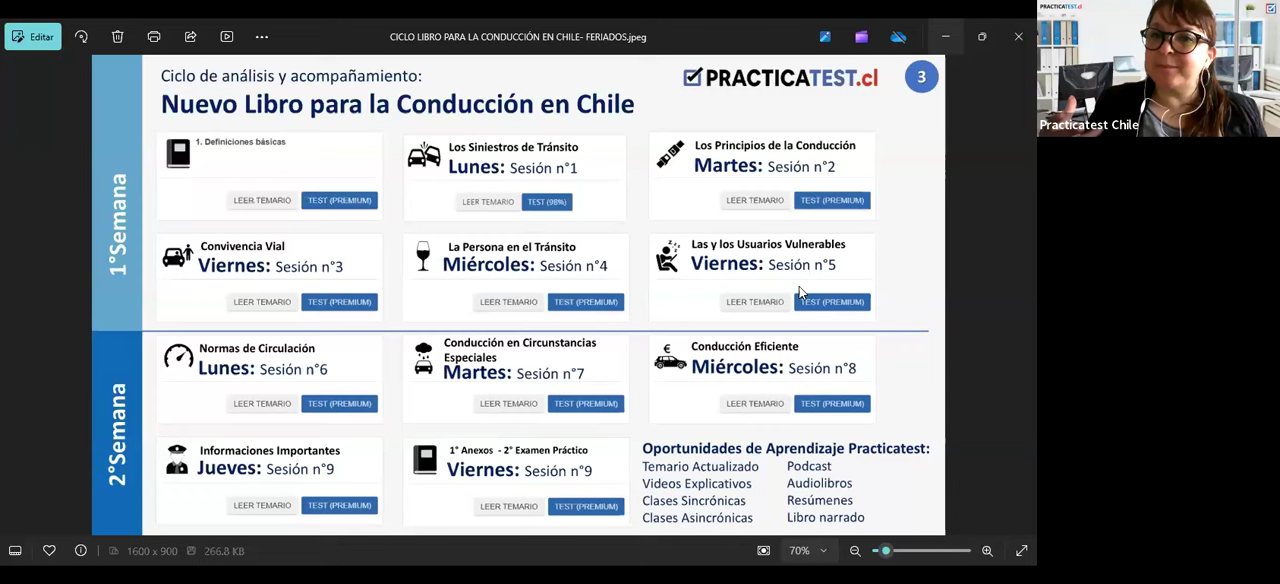 Editar
CICLO LIBRO PARA LA CONDUCCIÓN EN CHILE- FERIADOS.jpeg
PRACTICATEST.cl
Practicatest Chile
Ciclo de análisis y acompañamiento:
Nuevo Libro para la Conducción en Chile
PRACTICATEST.cl
3
1°Semana
1. Definiciones básicas
LEER TEMARIO TEST (PREMIUM)
Los Siniestros de Tránsito
Lunes: Sesión n°1
LEER TEMARIO TEST (98%)
Los Principios de la Conducción
Martes: Sesión n°2
LEER TEMARIO TEST (PREMIUM)
Convivencia Vial
Viernes: Sesión n°3
LEER TEMARIO TEST (PREMIUM)
La Persona en el Tránsito
Miércoles: Sesión n°4
LEER TEMARIO TEST (PREMIUM)
Las y los Usuarios Vulnerables
Viernes: Sesión n°5
LEER TEMARIO TEST (PREMIUM)
2°Semana
Normas de Circulación
Lunes: Sesión n°6
LEER TEMARIO TEST (PREMIUM)
Conducción en Circunstancias
Especiales
Martes: Sesión n°7
LEER TEMARIO TEST (PREMIUM)
€
Conducción Eficiente
Miércoles: Sesión n°8
LEER TEMARIO TEST (PREMIUM)
Informaciones Importantes
Jueves: Sesión n°9
LEER TEMARIO TEST (PREMIUM)
1° Anexos - 2° Examen Práctico
Viernes: Sesión n°9
LEER TEMARIO TEST (PREMIUM)
Oportunidades de Aprendizaje Practicatest:
Temario Actualizado Podcast
Videos Explicativos Audiolibros
Clases Sincrónicas Resúmenes
Clases Asincrónicas Libro narrado
1600 x 900 266.8 KB 70%